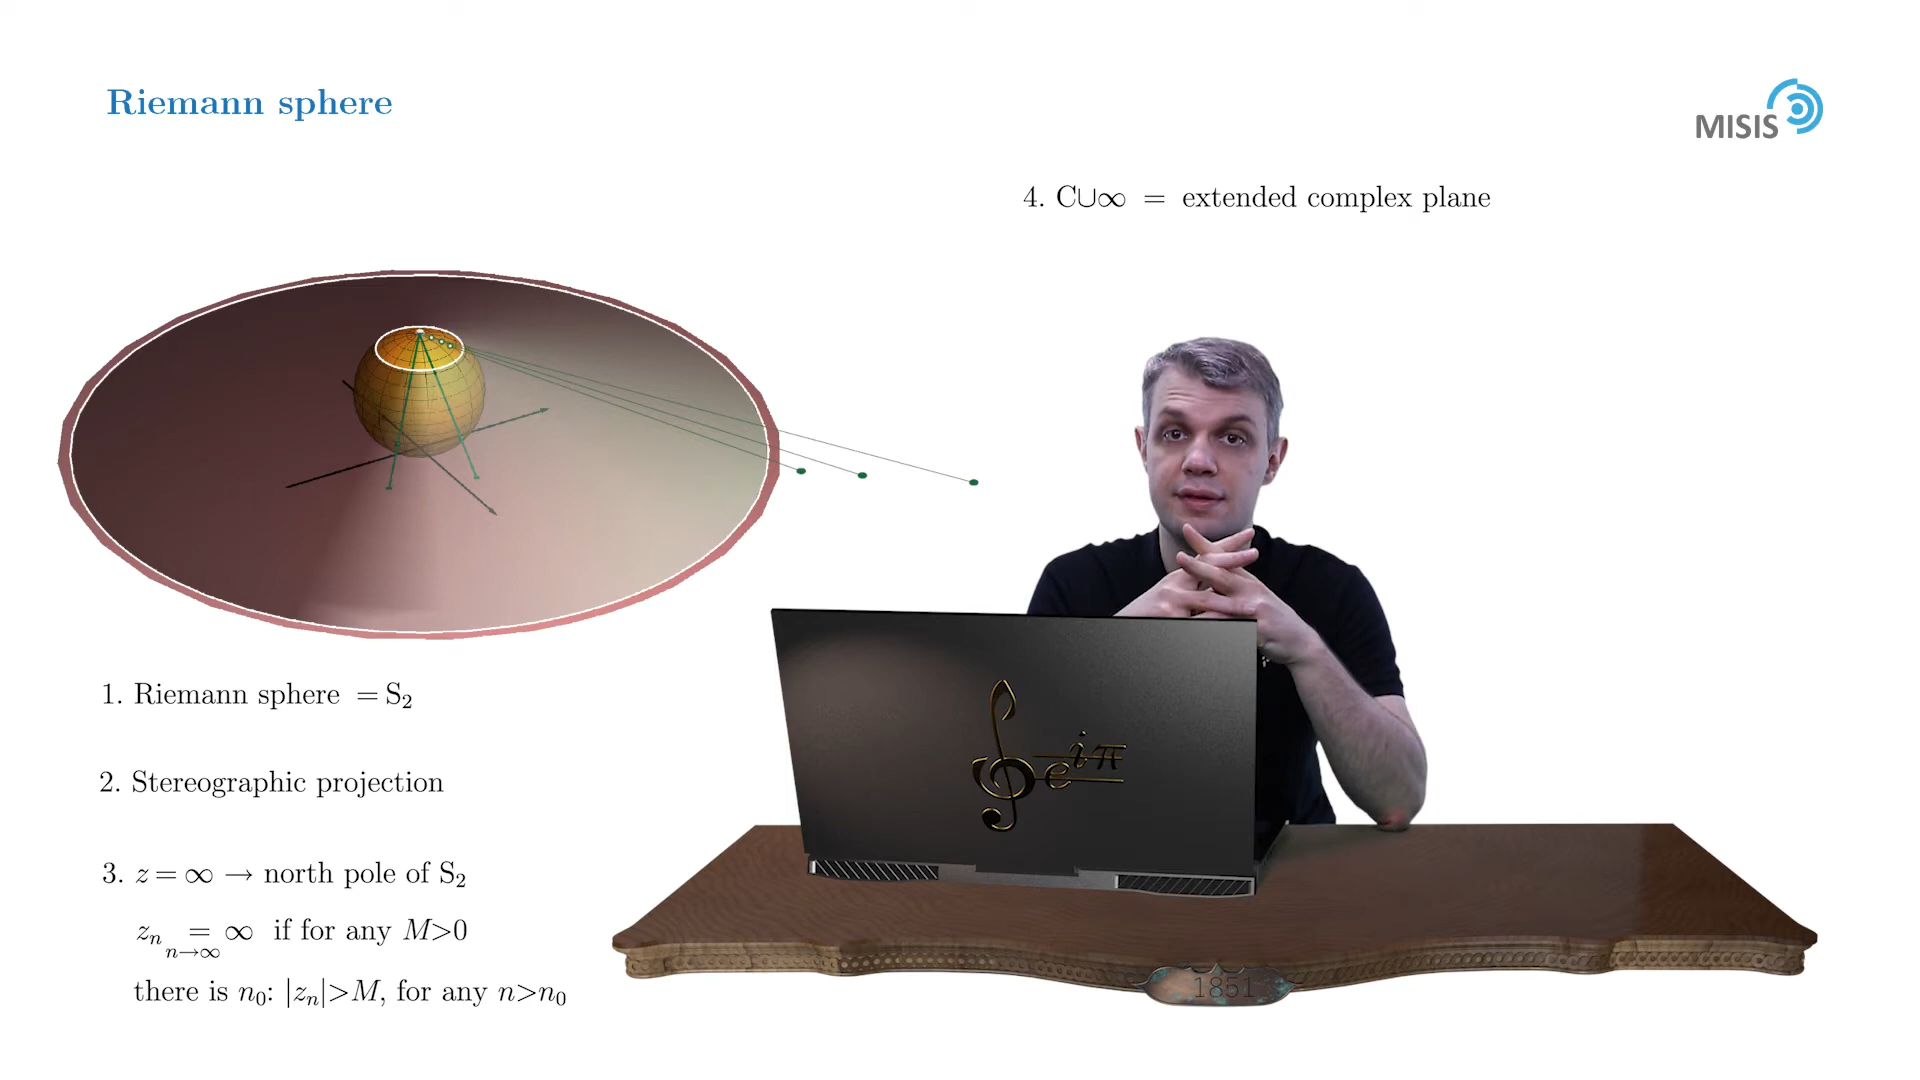 Riemann sphere
MISIS
4. C∪∞ = extended complex plane
1. Riemann sphere = S₂
2. Stereographic projection
3. z = ∞ → north pole of S₂
zₙ = ∞ if for any M>0
n→∞
there is n₀: |zₙ|>M, for any n>n₀
e^{iπ}
1851